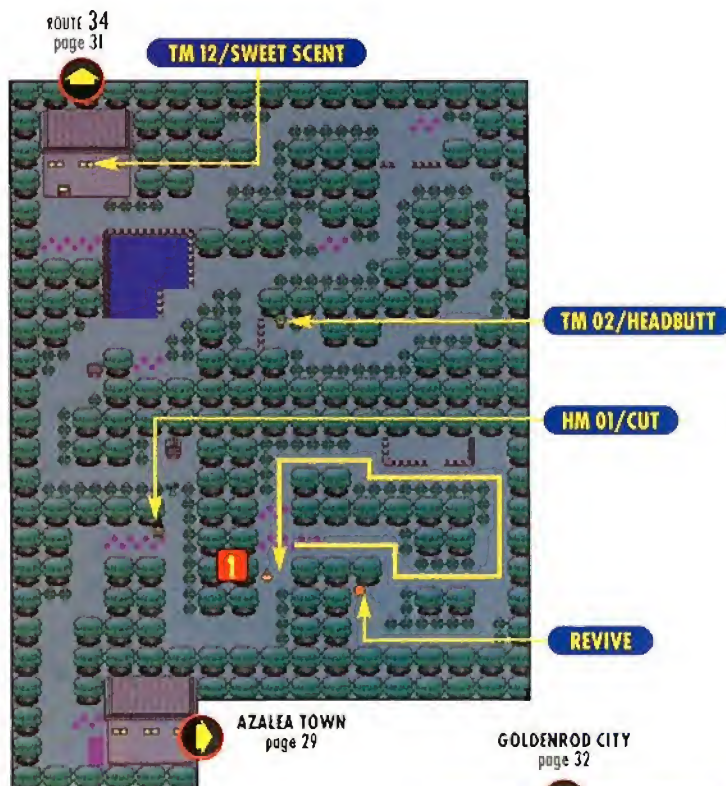 ROUTE 34
page 31
TM 12/SWEET SCENT
TM 02/HEADBUTT
HM 01/CUT
1
REVIVE
AZALEA TOWN
page 29
GOLDENROD CITY
page 32